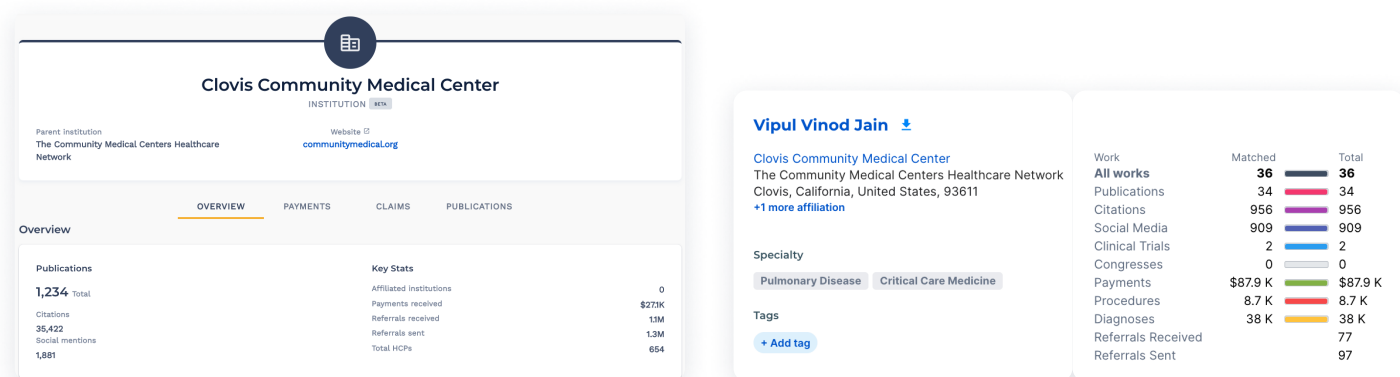 Clovis Community Medical Center
INSTITUTION BETA
Parent institution
The Community Medical Centers Healthcare
Network
Website
communitymedical.org
OVERVIEW PAYMENTS CLAIMS PUBLICATIONS
Overview
Publications
1,234 Total
Citations
35,422
Social mentions
1,881
Key Stats
Affiliated institutions 0
Payments received $27.1K
Referrals received 1.1M
Referrals sent 1.3M
Total HCPs 654
Vipul Vinod Jain
Clovis Community Medical Center
The Community Medical Centers Healthcare Network
Clovis, California, United States, 93611
+1 more affiliation
Specialty
Pulmonary Disease Critical Care Medicine
Tags
+ Add tag
Work Matched Total
All works 36 36
Publications 34 34
Citations 956 956
Social Media 909 909
Clinical Trials 2 2
Congresses 0 0
Payments $87.9 K $87.9 K
Procedures 8.7 K 8.7 K
Diagnoses 38 K 38 K
Referrals Received 77
Referrals Sent 97